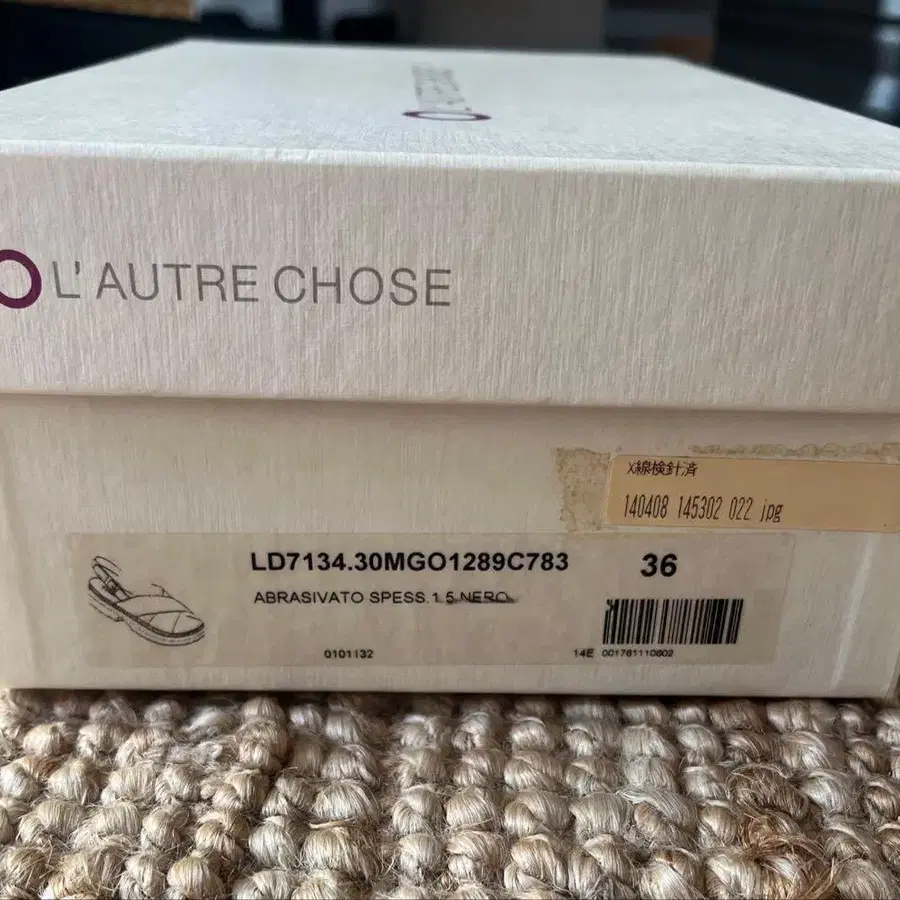 L'AUTRE CHOSE
X線検針済
140408 145302 022 jpg
LD7134.30MGO1289C783
36
ABRASIVATO SPESS.1.5 NERO
0101132
14E 001761110602